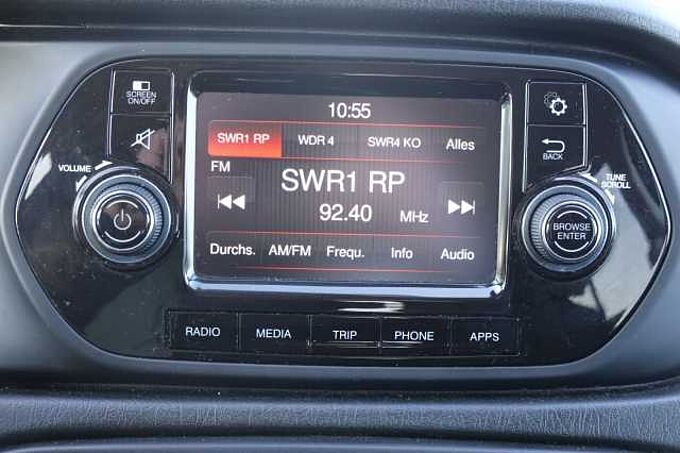 SCREEN
ON/OFF
10:55
SWR1 RP WDR 4 SWR4 KO Alles
FM
SWR1 RP
92.40 MHz
Durchs. AM/FM Frequ. Info Audio
VOLUME
BACK
TUNE
SCROLL
BROWSE
ENTER
RADIO MEDIA TRIP PHONE APPS